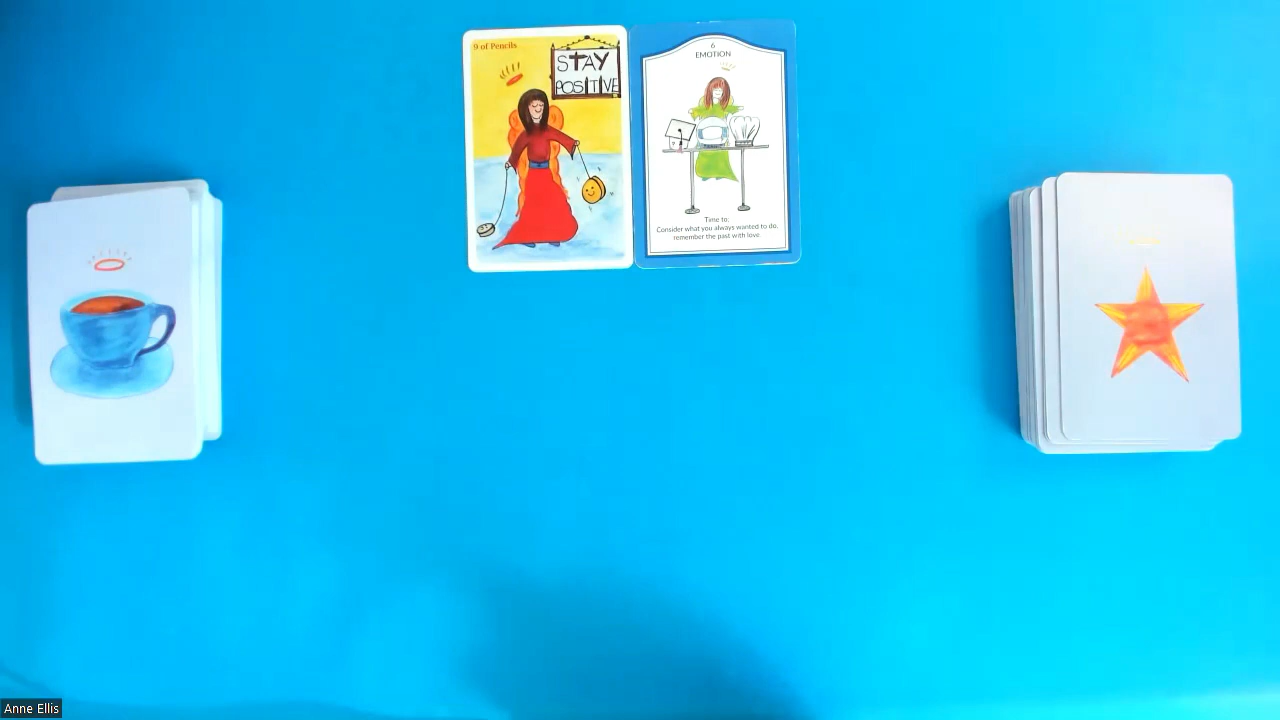 9 of Pencils
STAY
POSITIVE
6
EMOTION
Time to:
Consider what you always wanted to do,
remember the past with love
Anne Ellis